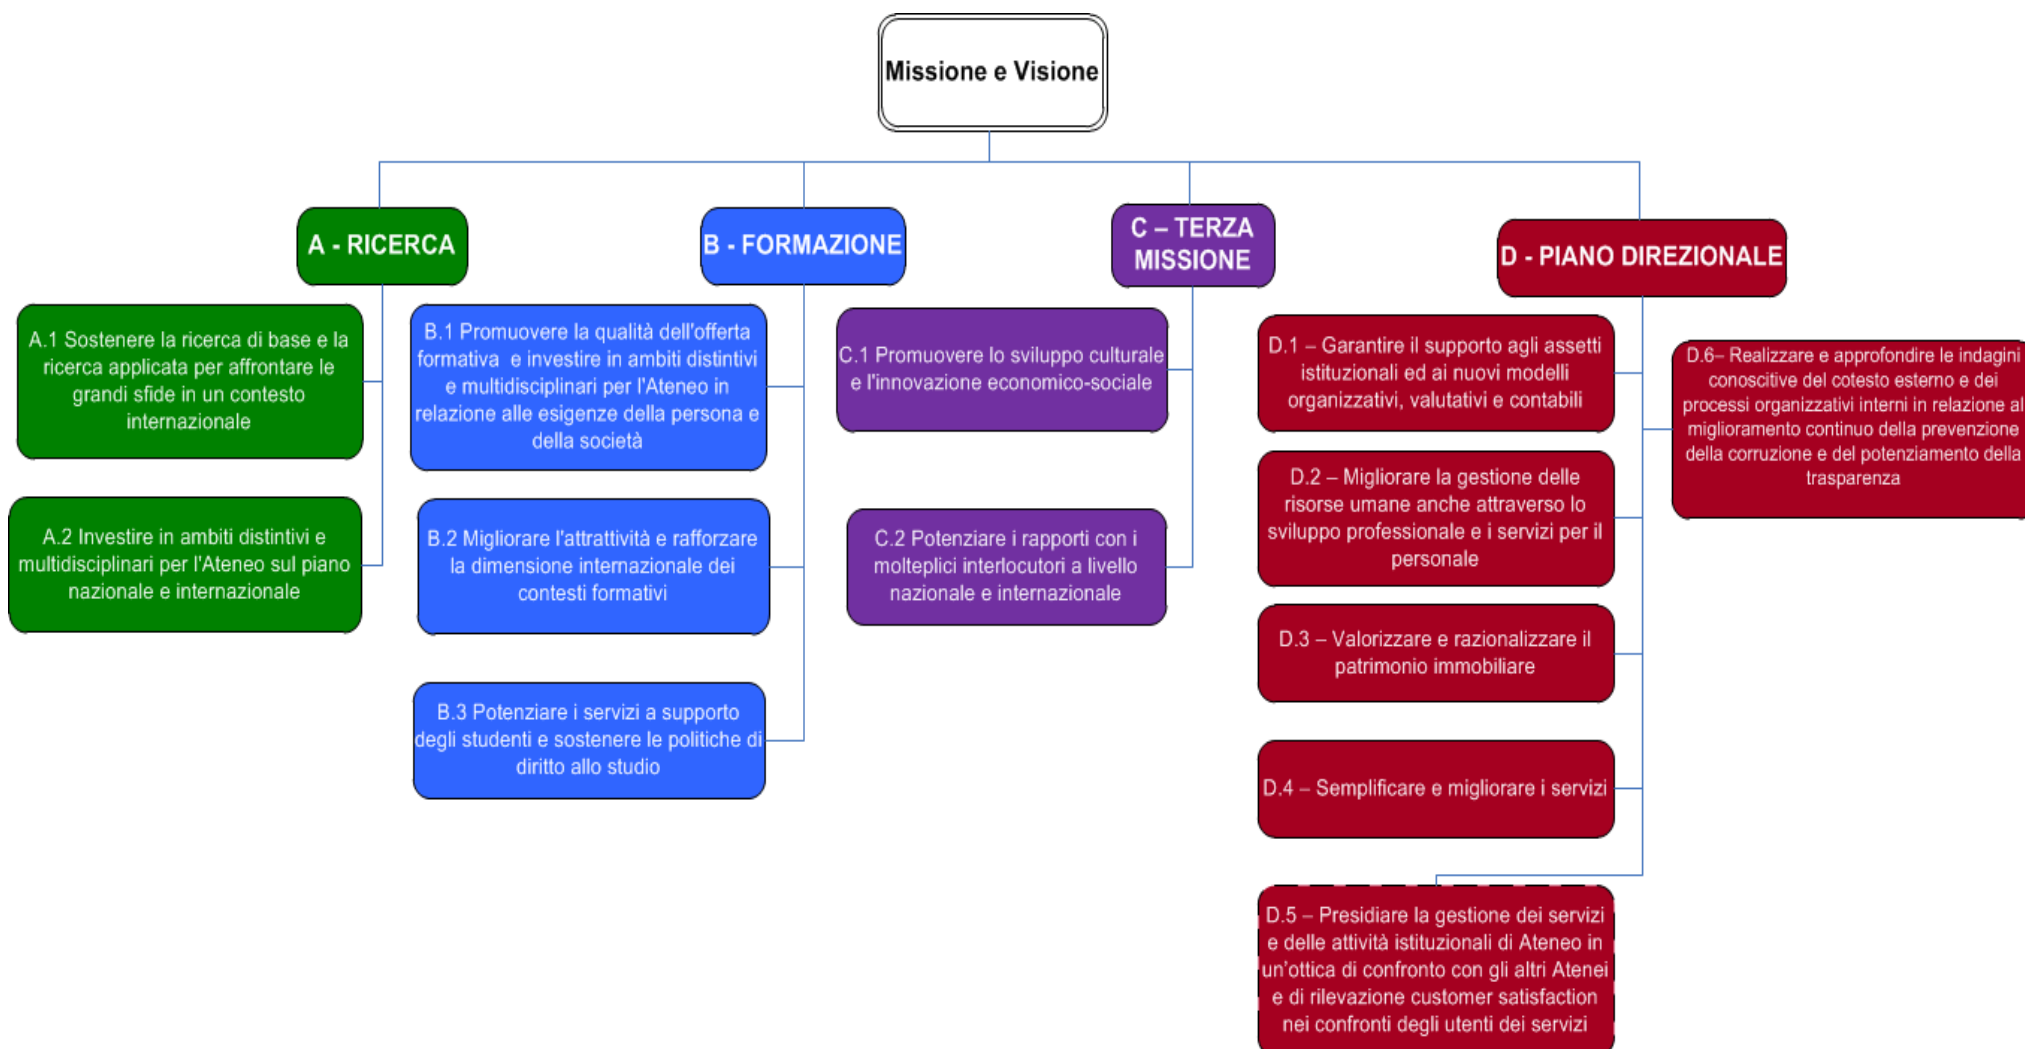 Missione e Visione
A - RICERCA
A.1 Sostenere la ricerca di base e la
ricerca applicata per affrontare le
grandi sfide in un contesto
internazionale
A.2 Investire in ambiti distintivi e
multidisciplinari per l'Ateneo sul piano
nazionale e internazionale
B - FORMAZIONE
B.1 Promuovere la qualità dell'offerta
formativa e investire in ambiti distintivi
e multidisciplinari per l'Ateneo in
relazione alle esigenze della persona e
della società
B.2 Migliorare l'attrattività e rafforzare
la dimensione internazionale dei
contesti formativi
B.3 Potenziare i servizi a supporto
degli studenti e sostenere le politiche di
diritto allo studio
C – TERZA
MISSIONE
C.1 Promuovere lo sviluppo culturale
e l'innovazione economico-sociale
C.2 Potenziare i rapporti con i
molteplici interlocutori a livello
nazionale e internazionale
D - PIANO DIREZIONALE
D.1 – Garantire il supporto agli assetti
istituzionali ed ai nuovi modelli
organizzativi, valutativi e contabili
D.2 – Migliorare la gestione delle
risorse umane anche attraverso lo
sviluppo professionale e i servizi per il
personale
D.3 – Valorizzare e razionalizzare il
patrimonio immobiliare
D.4 – Semplificare e migliorare i servizi
D.5 – Presidiare la gestione dei servizi
e delle attività istituzionali di Ateneo in
un'ottica di confronto con gli altri Atenei
e di rilevazione customer satisfaction
nei confronti degli utenti dei servizi
D.6– Realizzare e approfondire le indagini
conoscitive del cotesto esterno e dei
processi organizzativi interni in relazione al
miglioramento continuo della prevenzione
della corruzione e del potenziamento della
trasparenza